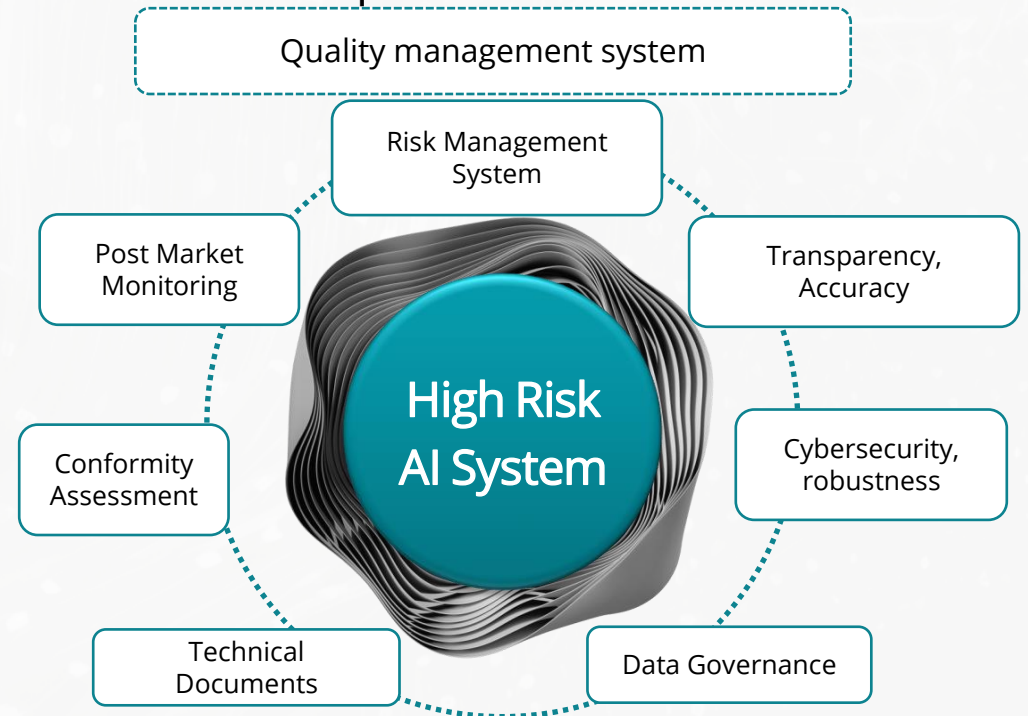 Quality management system
Risk Management
System
Post Market
Monitoring
Transparency,
Accuracy
High Risk
AI System
Conformity
Assessment
Cybersecurity,
robustness
Technical
Documents
Data Governance